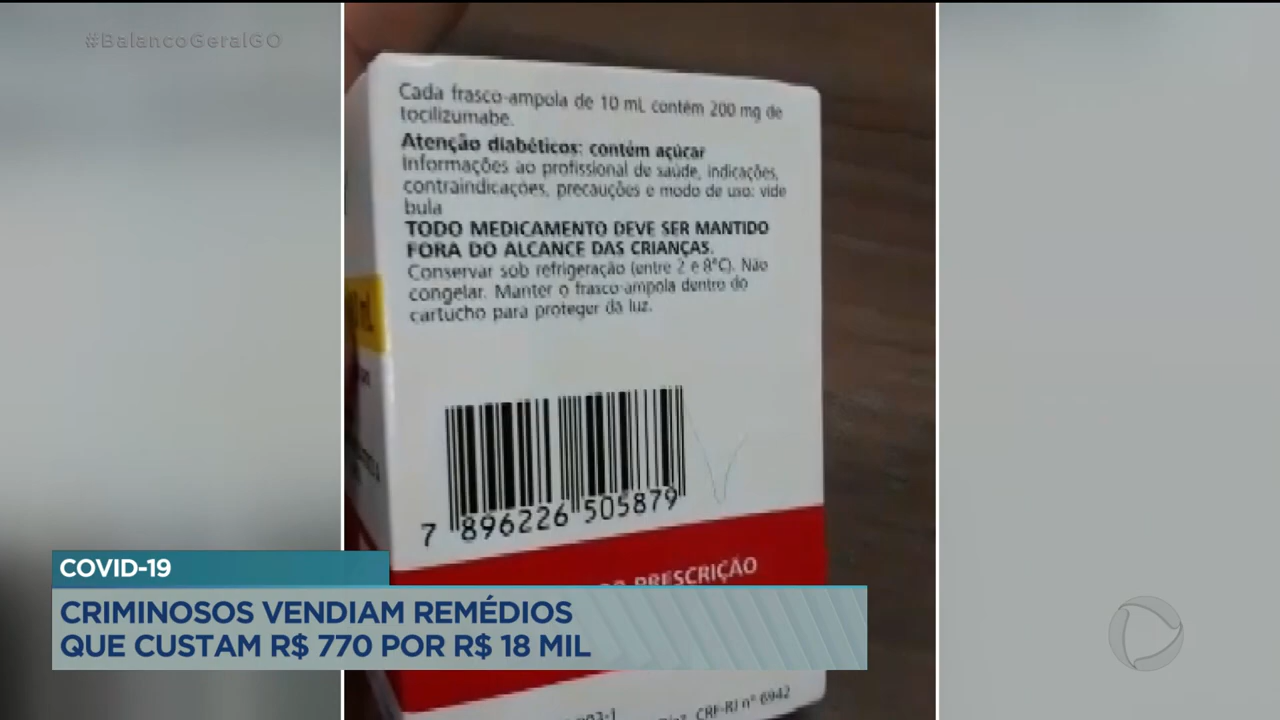 #BalancoGeralGO
Cada frasco-ampola de 10 mL contém 200 mg de
tocilizumabe.
Atenção diabéticos: contém açúcar
Informações ao profissional de saúde, indicações,
contraindicações, precauções e modo de uso: vide
bula
TODO MEDICAMENTO DEVE SER MANTIDO
FORA DO ALCANCE DAS CRIANÇAS.
Conservar sob refrigeração (entre 2 e 8°C). Não
congelar. Manter o frasco-ampola dentro do
cartucho para proteger da luz.
7 896226 505879
PRESCRIÇÃO
COVID-19
CRIMINOSOS VENDIAM REMÉDIOS
QUE CUSTAM R$ 770 POR R$ 18 MIL
CRF-RJ n° 6942